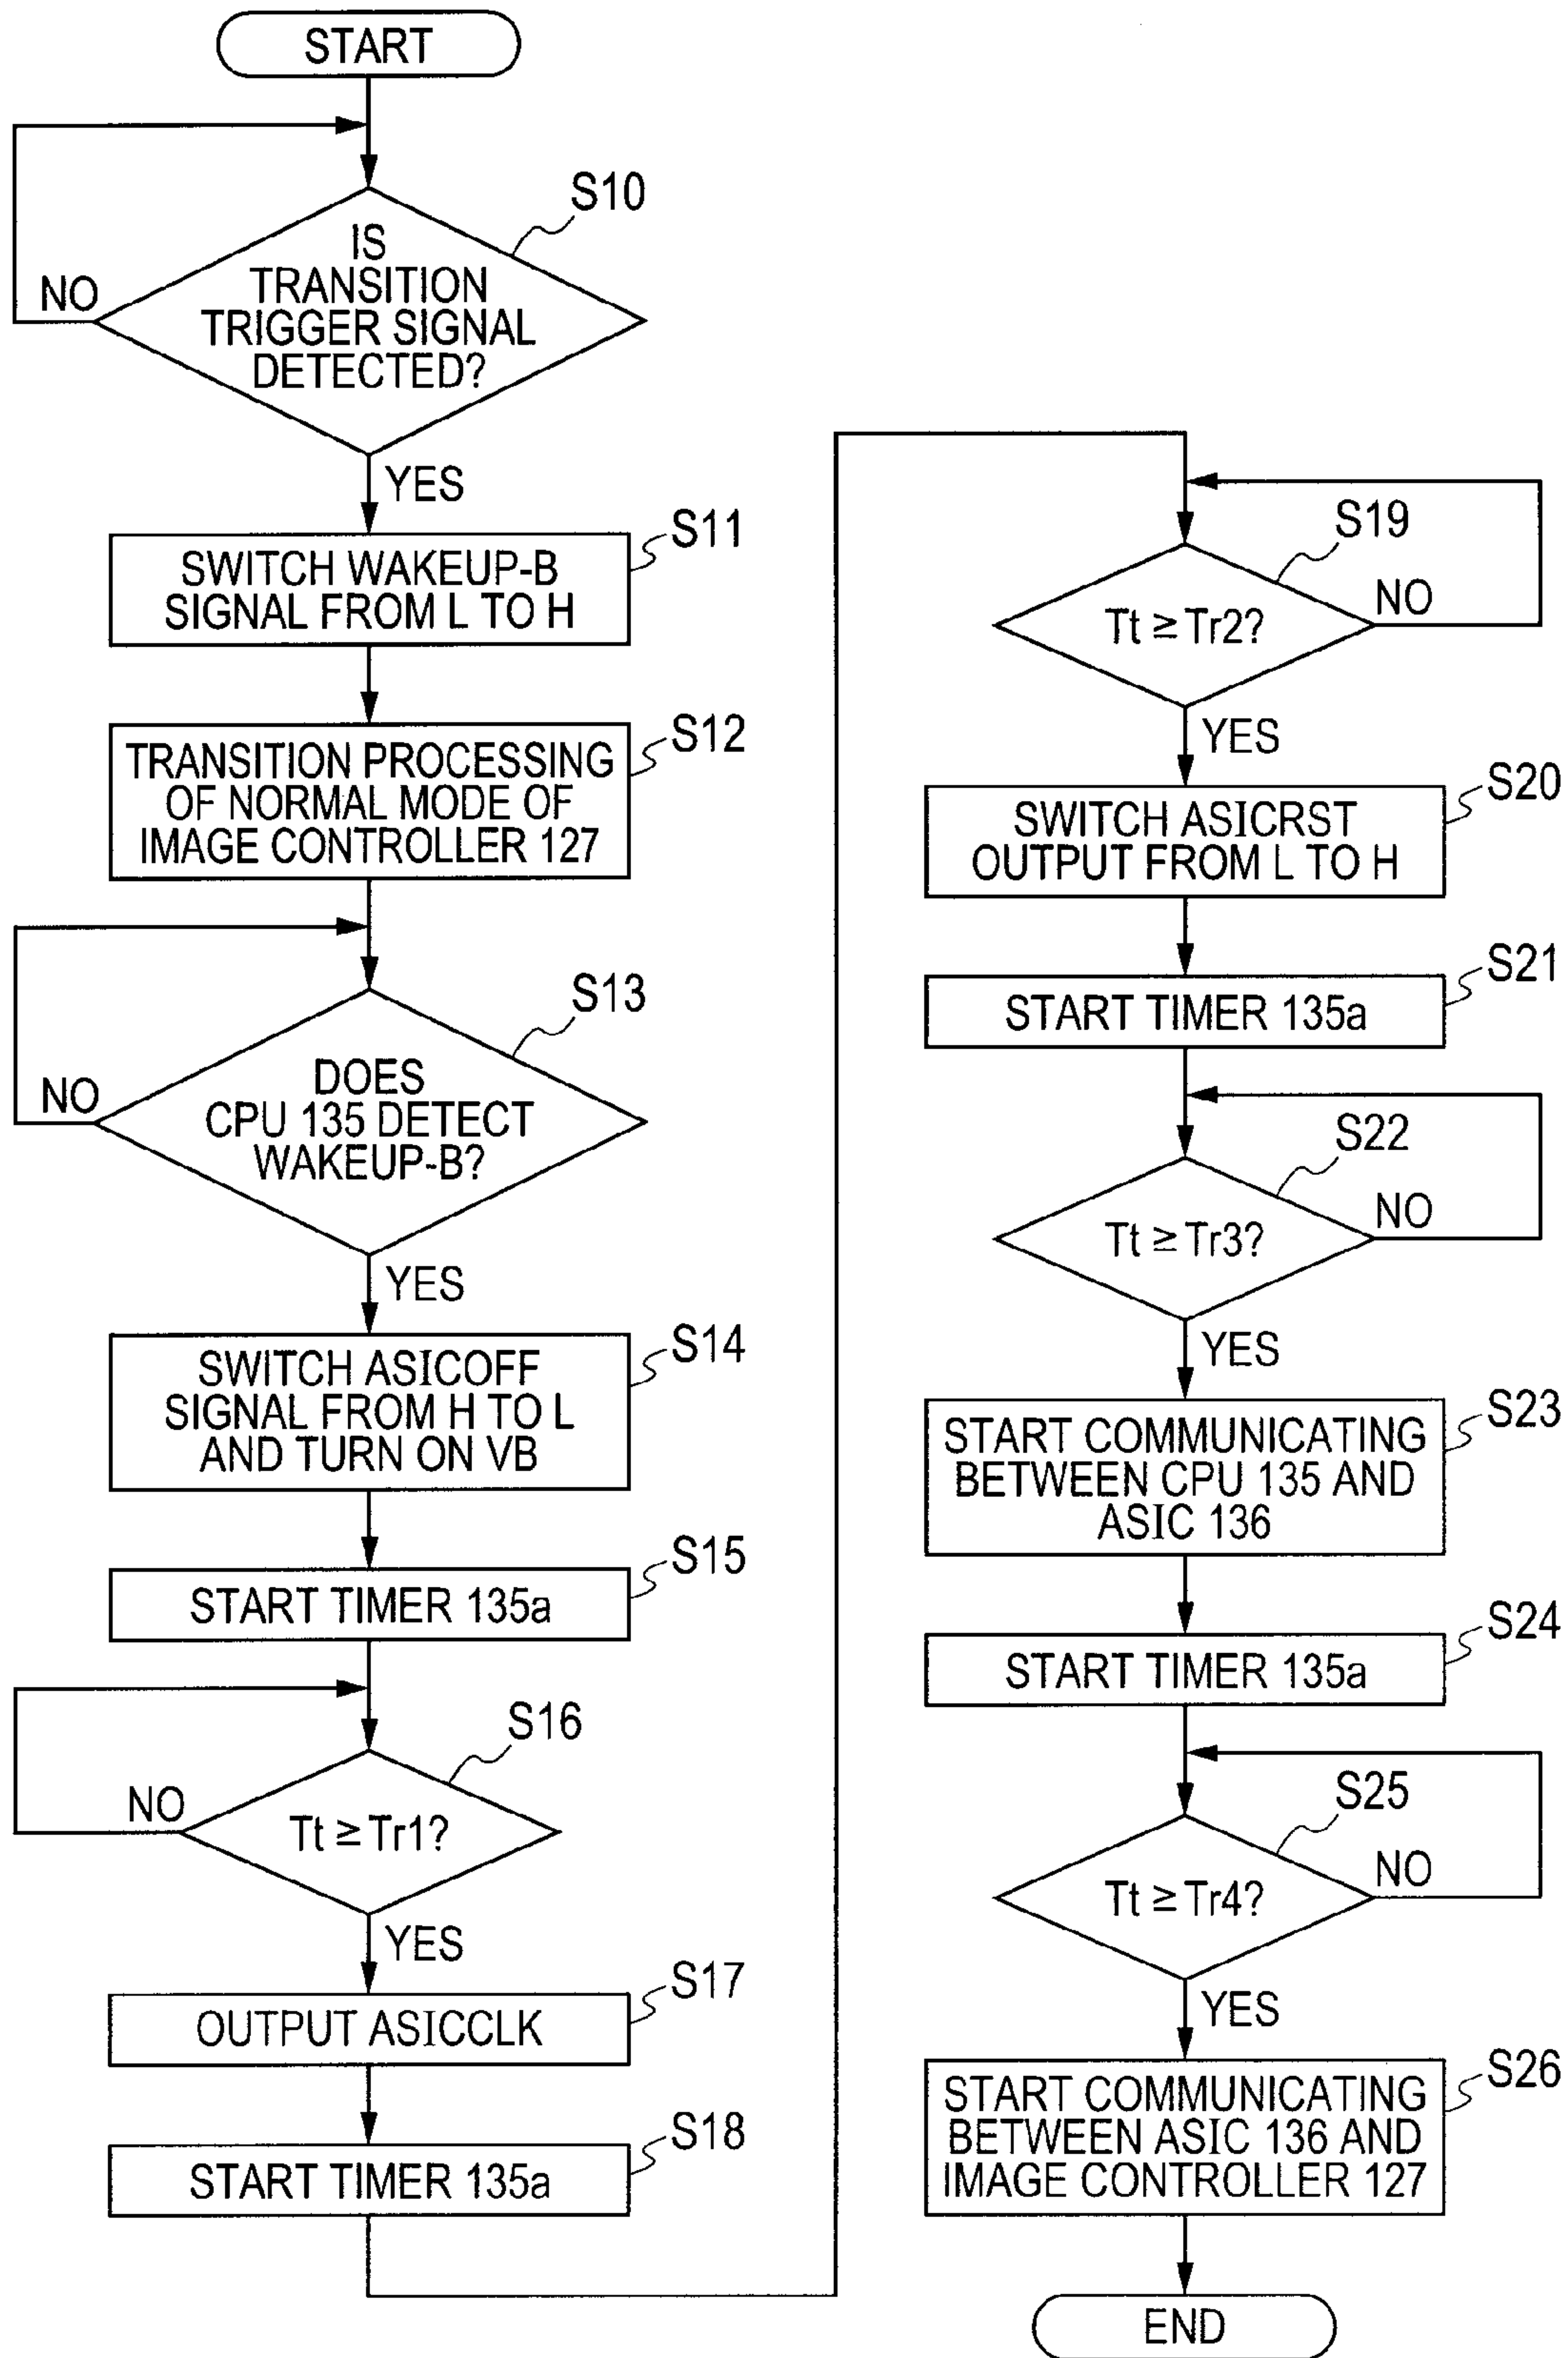 START
S10
IS
TRANSITION
TRIGGER SIGNAL
DETECTED?
NO
YES
S11
SWITCH WAKEUP-B
SIGNAL FROM L TO H
S12
TRANSITION PROCESSING
OF NORMAL MODE OF
IMAGE CONTROLLER 127
S13
DOES
CPU 135 DETECT
WAKEUP-B?
NO
YES
S14
SWITCH ASICOFF
SIGNAL FROM H TO L
AND TURN ON VB
S15
START TIMER 135a
S16
Tt ≧ Tr1?
NO
YES
S17
OUTPUT ASICCLK
S18
START TIMER 135a
S19
Tt ≧ Tr2?
NO
YES
S20
SWITCH ASICRST
OUTPUT FROM L TO H
S21
START TIMER 135a
S22
Tt ≧ Tr3?
NO
YES
S23
START COMMUNICATING
BETWEEN CPU 135 AND
ASIC 136
S24
START TIMER 135a
S25
Tt ≧ Tr4?
NO
YES
S26
START COMMUNICATING
BETWEEN ASIC 136 AND
IMAGE CONTROLLER 127
END